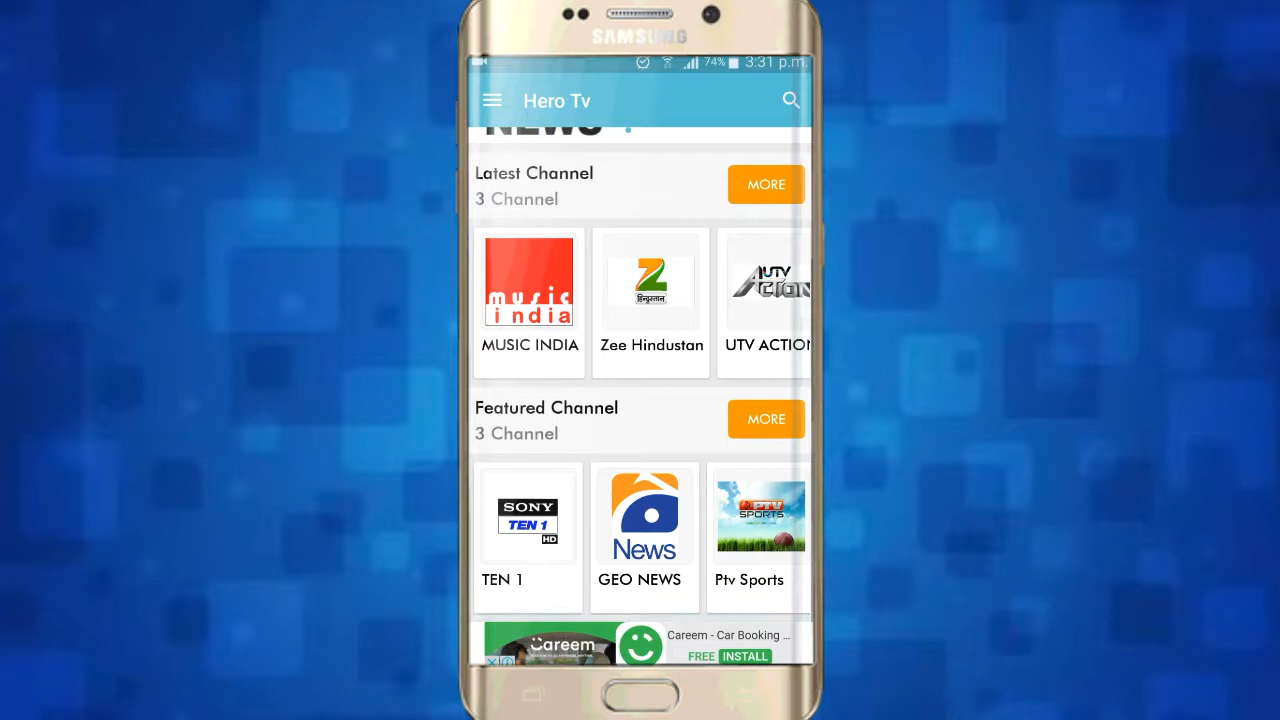 SAMSUNG
74% 3:31 p.m.
Hero Tv
NEWS
Latest Channel
3 Channel
MORE
music
india
MUSIC INDIA
हिन्दुस्तान
Zee Hindustan
UTV
Action
UTV ACTION
Featured Channel
3 Channel
MORE
SONY
TEN 1
HD
TEN 1
News
GEO NEWS
PTV
SPORTS
Ptv Sports
Careem
Careem - Car Booking ...
FREE INSTALL